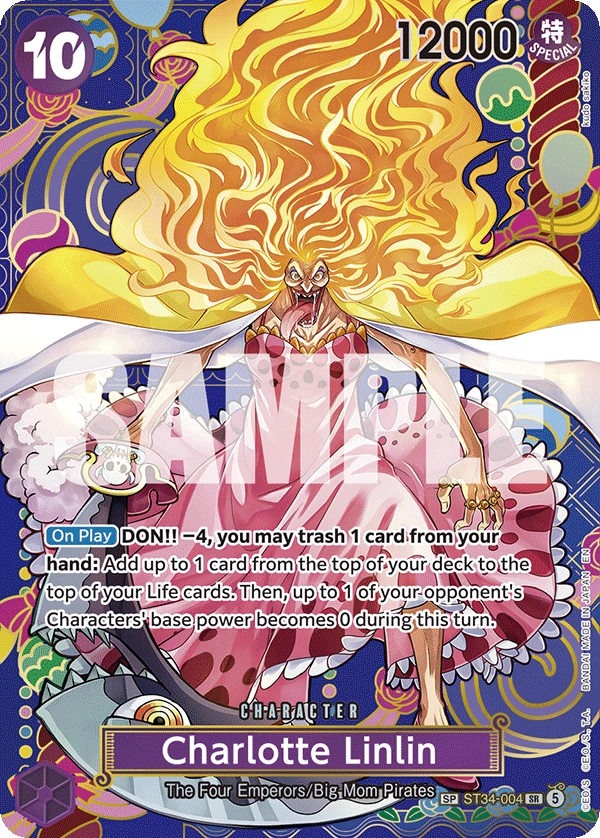 10
12000
特
SPECIAL
kudo sakiko
SAMPLE
On Play DON!! −4, you may trash 1 card from your
hand: Add up to 1 card from the top of your deck to the
top of your Life cards. Then, up to 1 of your opponent's
Characters' base power becomes 0 during this turn.
CHARACTER
Charlotte Linlin
The Four Emperors/Big Mom Pirates
SP ST34-004 SR 5
©EO/S ©E.O./S., T.A. BANDAI MADE IN JAPAN EN